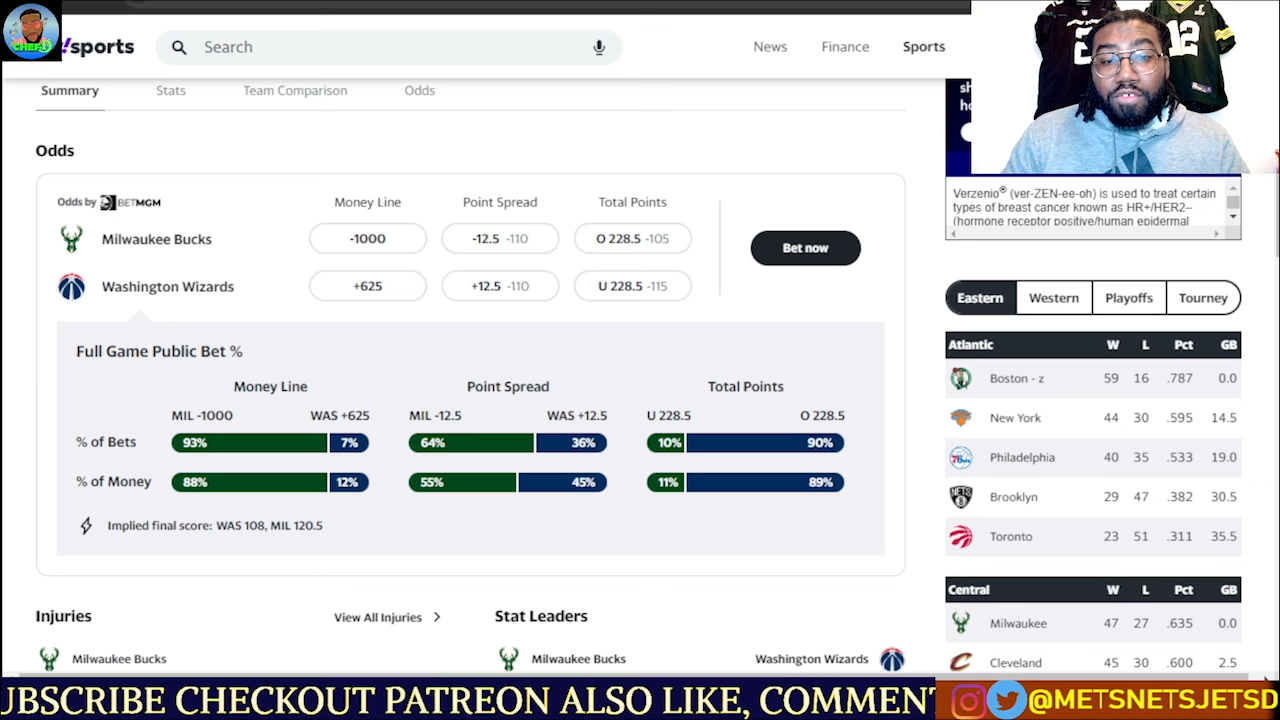 CHEF J
!sports
Search
News
Finance
Sports
Summary
Stats
Team Comparison
Odds
Odds
Odds by BETMGM
Money Line
Point Spread
Total Points
Milwaukee Bucks
-1000
-12.5 -110
O 228.5 -105
Washington Wizards
+625
+12.5 -110
U 228.5 -115
Bet now
Full Game Public Bet %
Money Line
Point Spread
Total Points
MIL -1000
WAS +625
MIL -12.5
WAS +12.5
U 228.5
O 228.5
% of Bets
93%
7%
64%
36%
10%
90%
% of Money
88%
12%
55%
45%
11%
89%
Implied final score: WAS 108, MIL 120.5
Injuries
View All Injuries
Stat Leaders
Milwaukee Bucks
Milwaukee Bucks
Washington Wizards
12
Verzenio® (ver-ZEN-ee-oh) is used to treat certain
types of breast cancer known as HR+/HER2–
(hormone receptor positive/human epidermal
Eastern
Western
Playoffs
Tourney
Atlantic W L Pct GB
Boston - z 59 16 .787 0.0
New York 44 30 .595 14.5
Philadelphia 40 35 .533 19.0
Brooklyn 29 47 .382 30.5
Toronto 23 51 .311 35.5
Central W L Pct GB
Milwaukee 47 27 .635 0.0
Cleveland 45 30 .600 2.5
UBSCRIBE CHECKOUT PATREON ALSO LIKE, COMMENT
@METSNETSJETSD